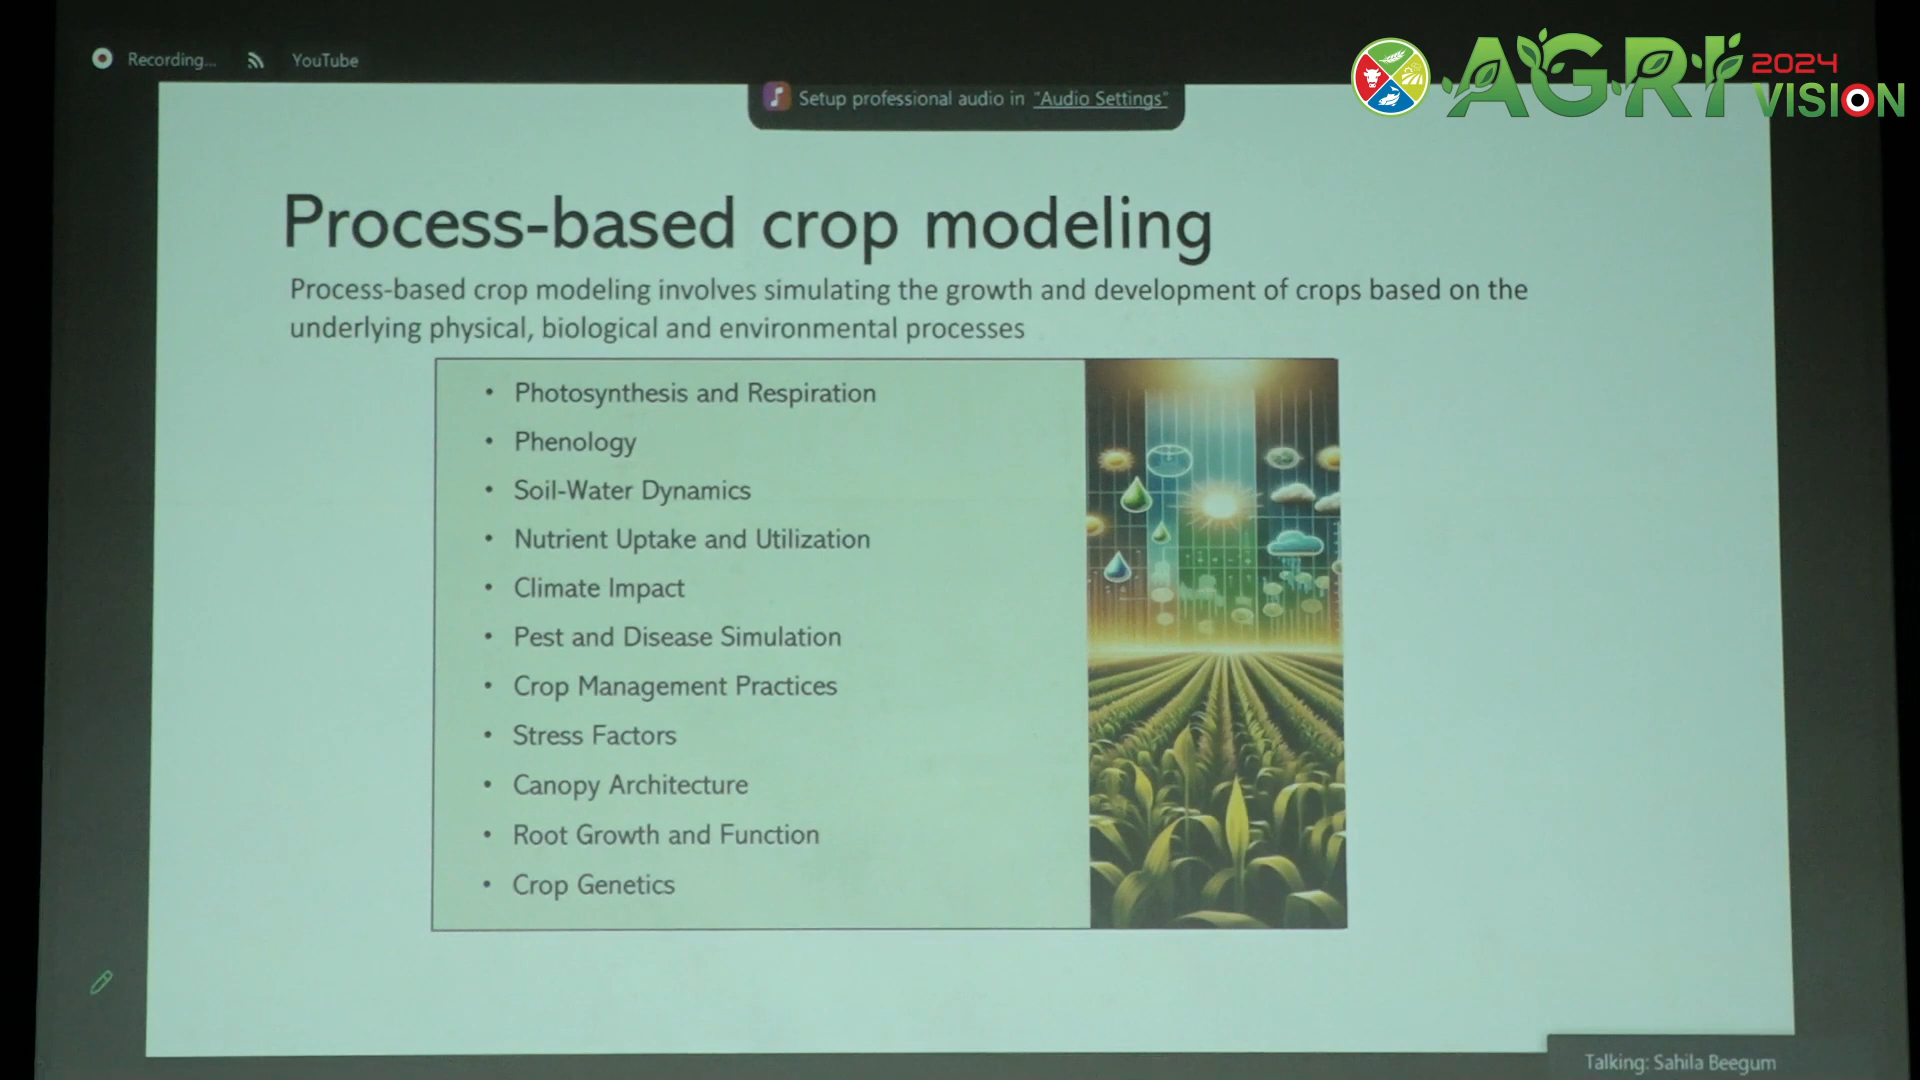 Recording...
YouTube
Setup professional audio in "Audio Settings"
AGRI 2024
VISION
Process-based crop modeling
Process-based crop modeling involves simulating the growth and development of crops based on the
underlying physical, biological and environmental processes
• Photosynthesis and Respiration
• Phenology
• Soil-Water Dynamics
• Nutrient Uptake and Utilization
• Climate Impact
• Pest and Disease Simulation
• Crop Management Practices
• Stress Factors
• Canopy Architecture
• Root Growth and Function
• Crop Genetics
Talking: Sahila Beegum